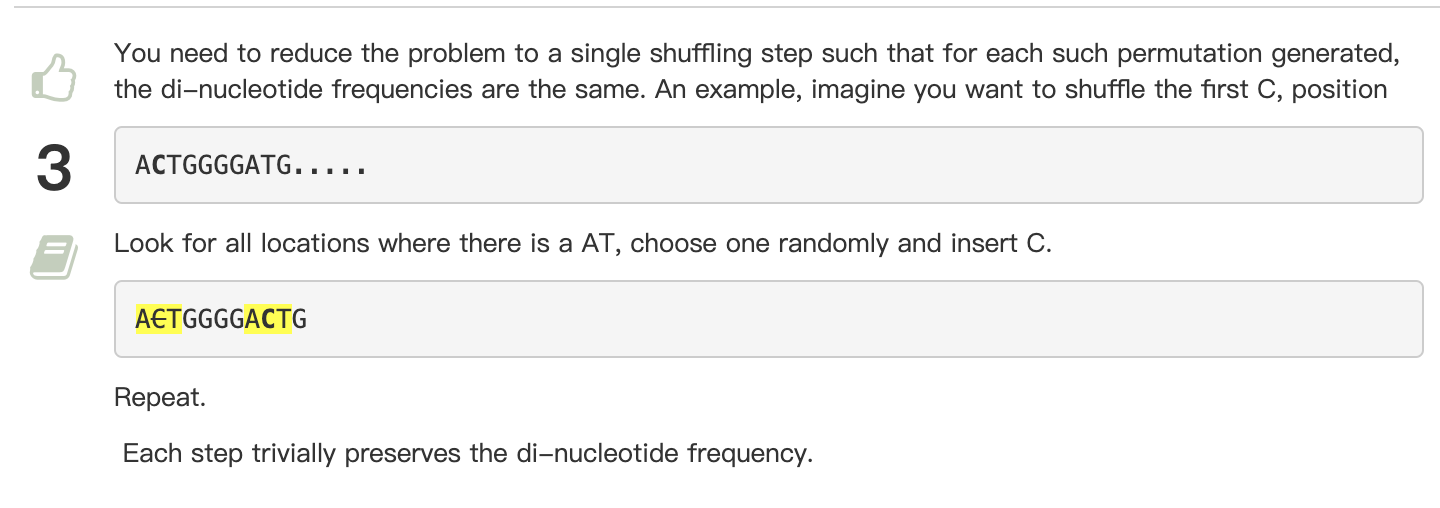 You need to reduce the problem to a single shuffling step such that for each such permutation generated,
the di–nucleotide frequencies are the same. An example, imagine you want to shuffle the first C, position
ACTGGGGATG.....
3
Look for all locations where there is a AT, choose one randomly and insert C.
ACTGGGGACTG
Repeat.
Each step trivially preserves the di–nucleotide frequency.